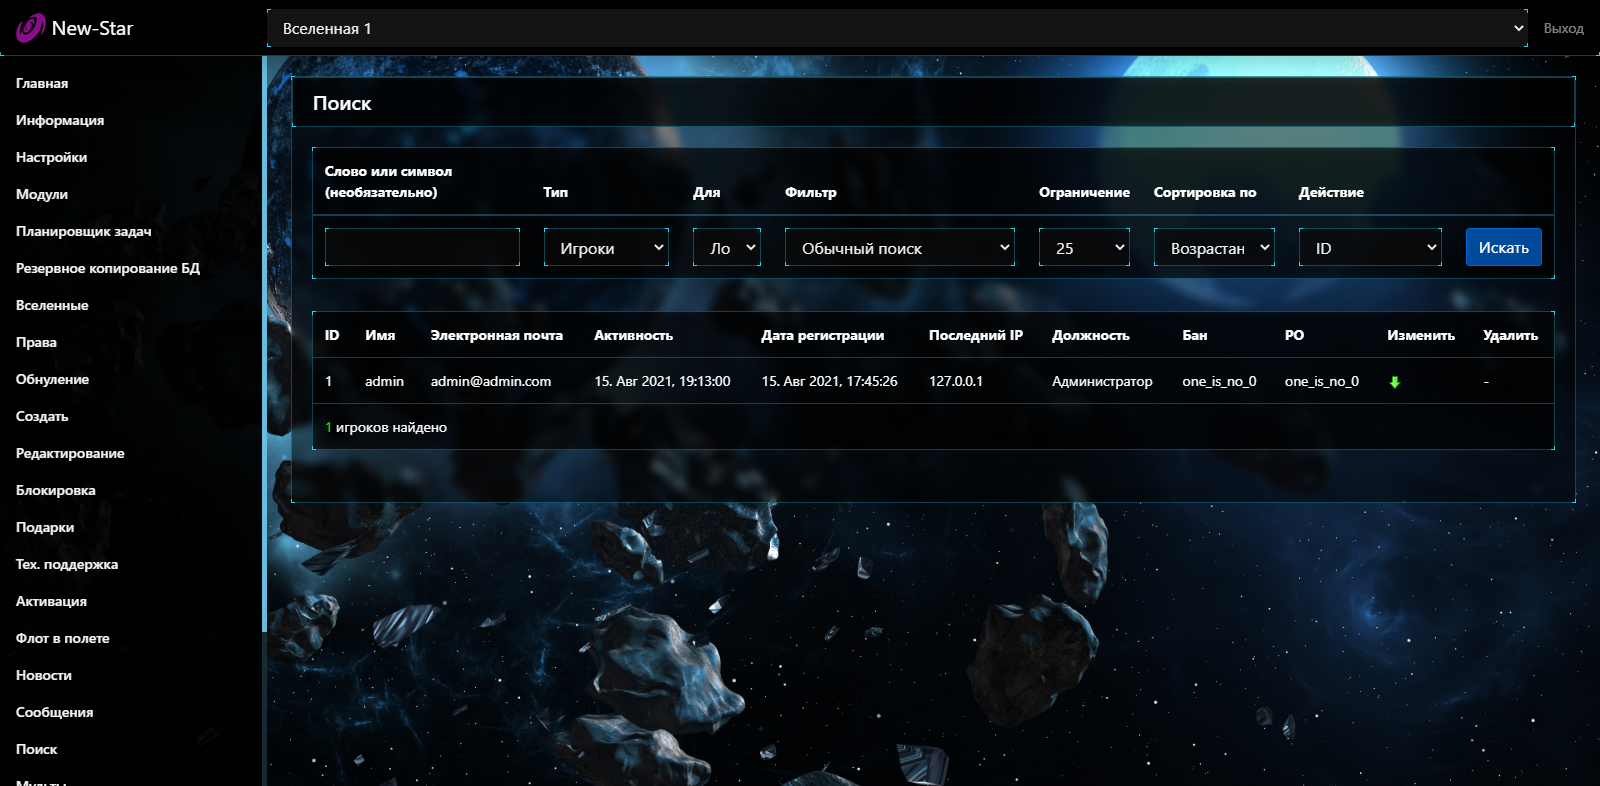 New-Star
Вселенная 1
Выход
Главная
Информация
Настройки
Модули
Планировщик задач
Резервное копирование БД
Вселенные
Права
Обнуление
Создать
Редактирование
Блокировка
Подарки
Тех. поддержка
Активация
Флот в полете
Новости
Сообщения
Поиск
Мульты
Поиск
Слово или символ
(необязательно) Тип Для Фильтр Ограничение Сортировка по Действие
Игроки Ло Обычный поиск 25 Возрастан ID Искать
ID Имя Электронная почта Активность Дата регистрации Последний IP Должность Бан РО Изменить Удалить
1 admin admin@admin.com 15. Авг 2021, 19:13:00 15. Авг 2021, 17:45:26 127.0.0.1 Администратор one_is_no_0 one_is_no_0 -
1 игроков найдено